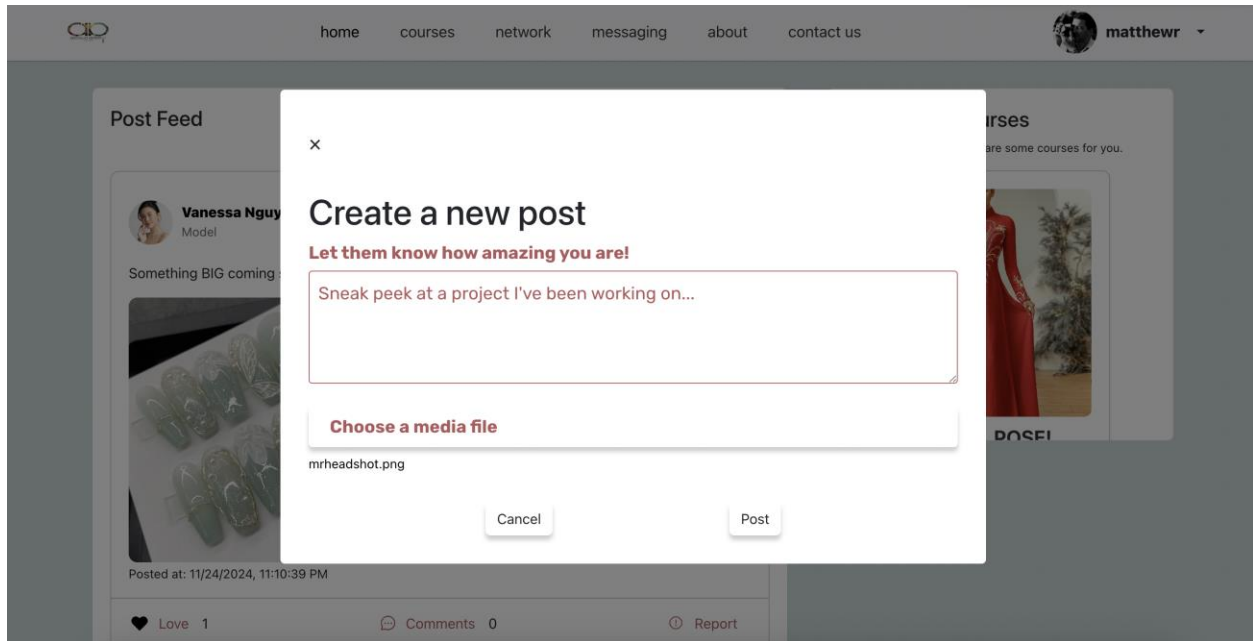 home courses network messaging about contact us matthewr
Post Feed
rses
are some courses for you.
×
Create a new post
Vanessa Nguy
Model
Let them know how amazing you are!
Something BIG coming
Sneak peek at a project I've been working on...
Choose a media file
POSE!
mrheadshot.png
Cancel Post
Posted at: 11/24/2024, 11:10:39 PM
Love 1 Comments 0 Report